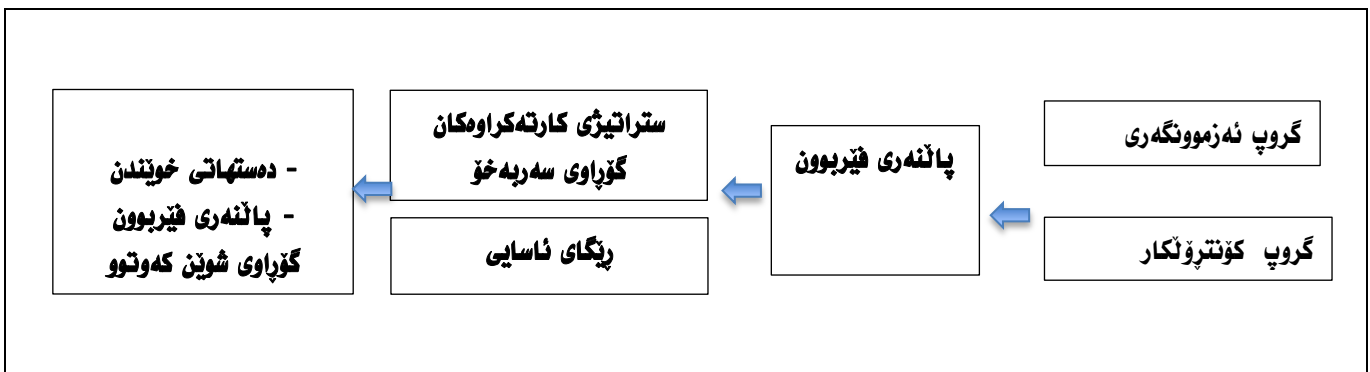 گروپ ئەزموونگەری
گروپ کۆنترۆڵکار
پاڵنەری فێربوون
ستراتیژی کارتەکراوەکان
گۆڕاوی سەربەخۆ
ڕێگای ئاسایی
- دەستهاتی خوێندن
- پاڵنەری فێربوون
گۆڕاوی شوێن کەوتوو